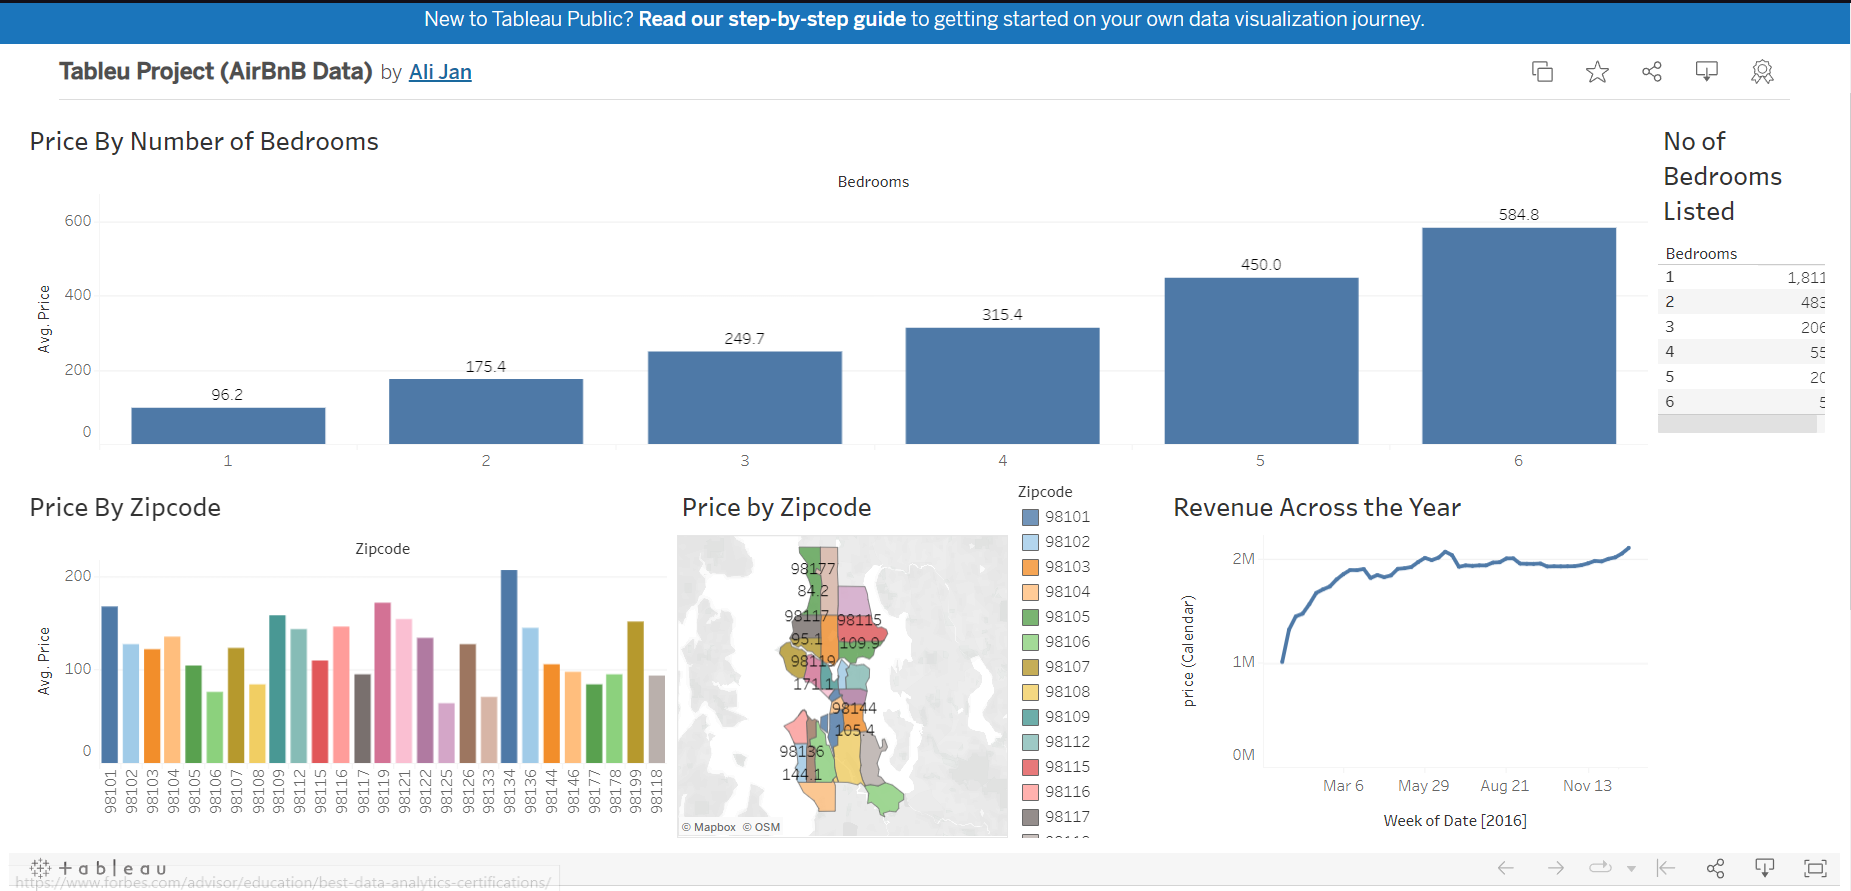 New to Tableau Public? Read our step-by-step guide to getting started on your own data visualization journey.
Tableu Project (AirBnB Data) by Ali Jan
Price By Number of Bedrooms
Bedrooms
Avg. Price
600
400
200
0
96.2
175.4
249.7
315.4
450.0
584.8
1
2
3
4
5
6
No of
Bedrooms
Listed
Bedrooms
1 1,811
2 483
3 206
4 55
5 20
6 5
Price By Zipcode
Zipcode
Avg. Price
200
100
0
98101
98102
98103
98104
98105
98106
98107
98108
98109
98112
98115
98116
98117
98119
98121
98122
98125
98126
98133
98134
98136
98144
98146
98177
98178
98199
98118
Price by Zipcode
98177
84.2
98117
95.1
98115
109.9
98119
171.1
98144
105.4
98136
144.1
© Mapbox © OSM
Zipcode
98101
98102
98103
98104
98105
98106
98107
98108
98109
98112
98115
98116
98117
Revenue Across the Year
price (Calendar)
2M
1M
0M
Mar 6
May 29
Aug 21
Nov 13
Week of Date [2016]
+ableau
https://www.forbes.com/advisor/education/best-data-analytics-certifications/